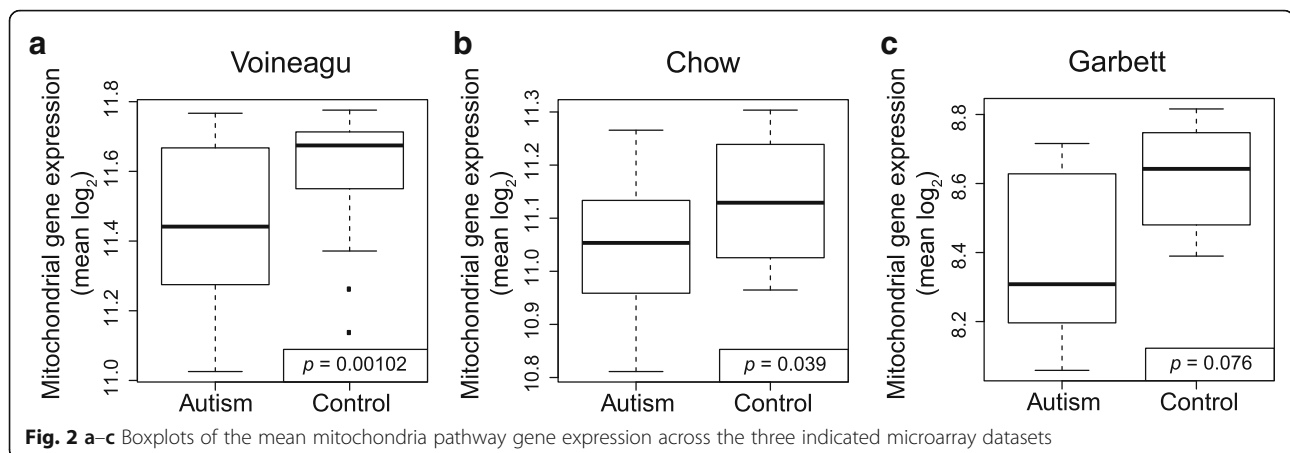 a
Voineagu
Mitochondrial gene expression
(mean log2)
11.8
11.6
11.4
11.2
11.0
p = 0.00102
Autism Control
b
Chow
Mitochondrial gene expression
(mean log2)
11.3
11.2
11.1
11.0
10.9
10.8
p = 0.039
Autism Control
c
Garbett
Mitochondrial gene expression
(mean log2)
8.8
8.6
8.4
8.2
p = 0.076
Autism Control
Fig. 2 a–c Boxplots of the mean mitochondria pathway gene expression across the three indicated microarray datasets